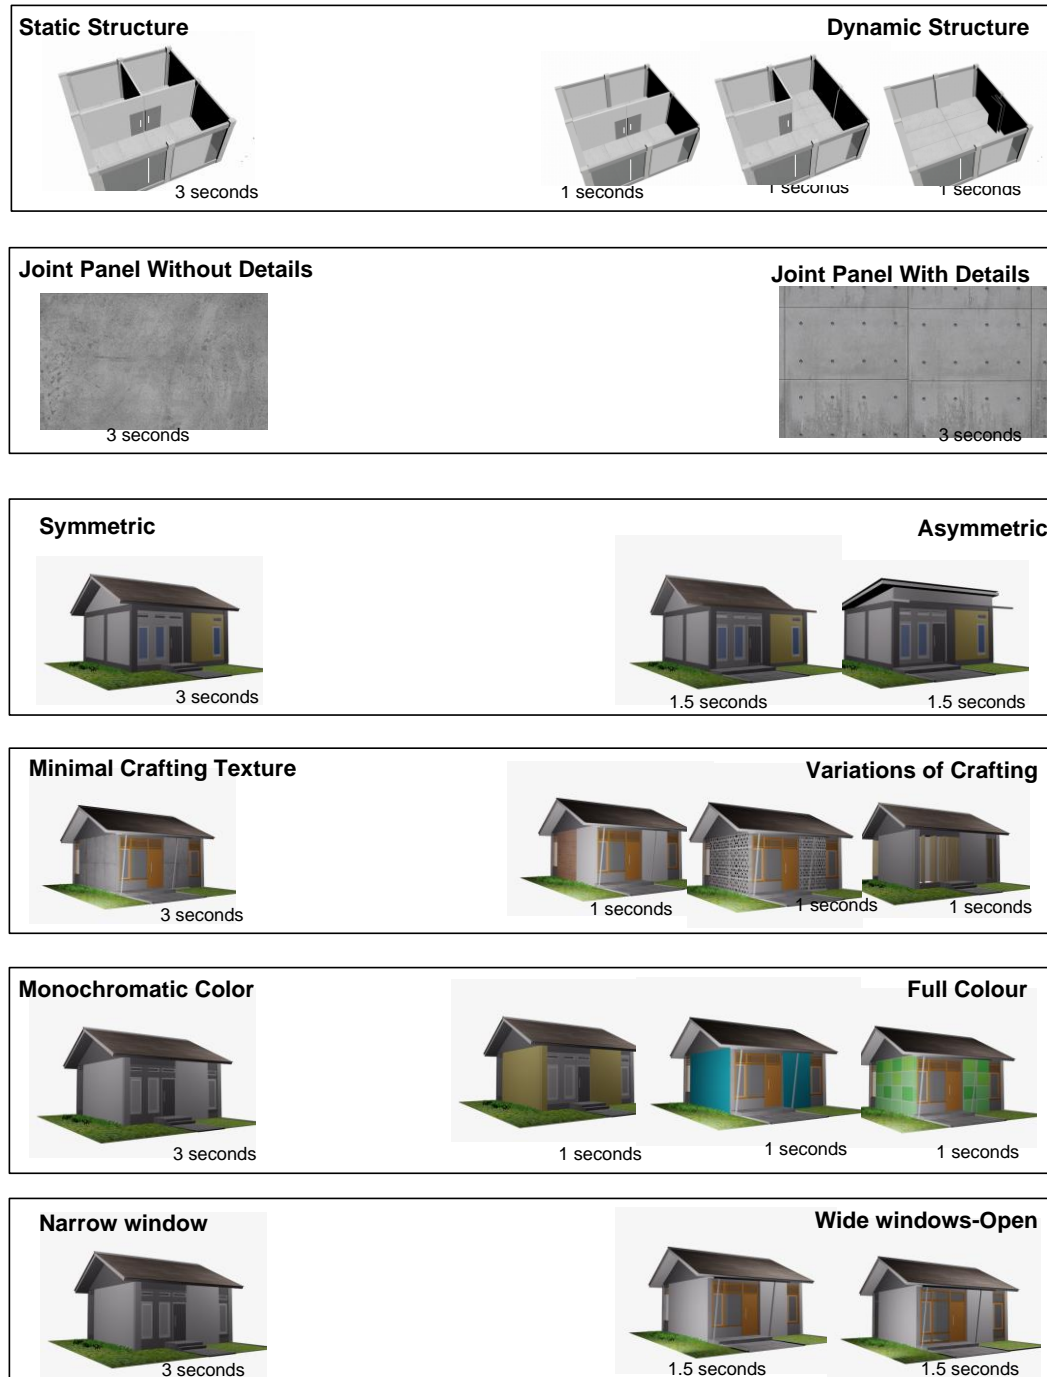 Static Structure
Dynamic Structure
3 seconds
1 seconds
1 seconds
1 seconds
Joint Panel Without Details
Joint Panel With Details
3 seconds
3 seconds
Symmetric
Asymmetric
3 seconds
1.5 seconds
1.5 seconds
Minimal Crafting Texture
Variations of Crafting
3 seconds
1 seconds
1 seconds
1 seconds
Monochromatic Color
Full Colour
3 seconds
1 seconds
1 seconds
1 seconds
Narrow window
Wide windows-Open
3 seconds
1.5 seconds
1.5 seconds